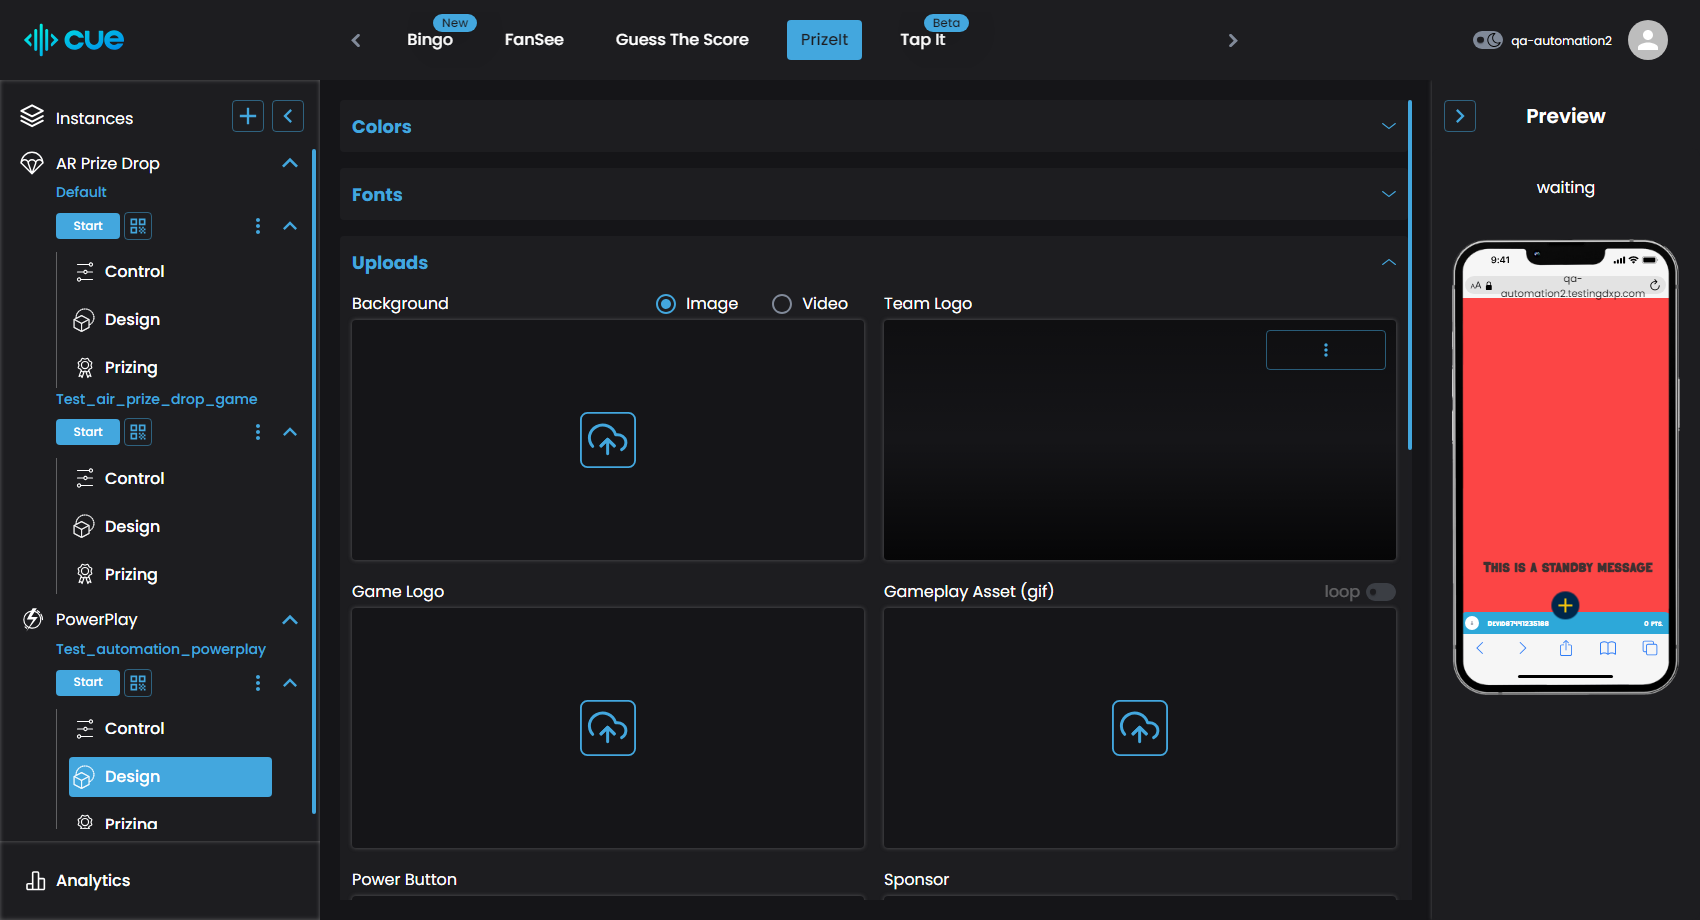 cue
New
Bingo
FanSee
Guess The Score
PrizeIt
Beta
Tap It
qa-automation2
Instances
AR Prize Drop
Default
Start
Control
Design
Prizing
Test_air_prize_drop_game
Start
Control
Design
Prizing
PowerPlay
Test_automation_powerplay
Start
Control
Design
Prizing
Analytics
Colors
Fonts
Uploads
Background
Image
Video
Team Logo
Game Logo
Gameplay Asset (gif)
loop
Power Button
Sponsor
Preview
waiting
9:41
AA
qa-
automation2.testingdxp.com
This is a standby message
0 PTS.